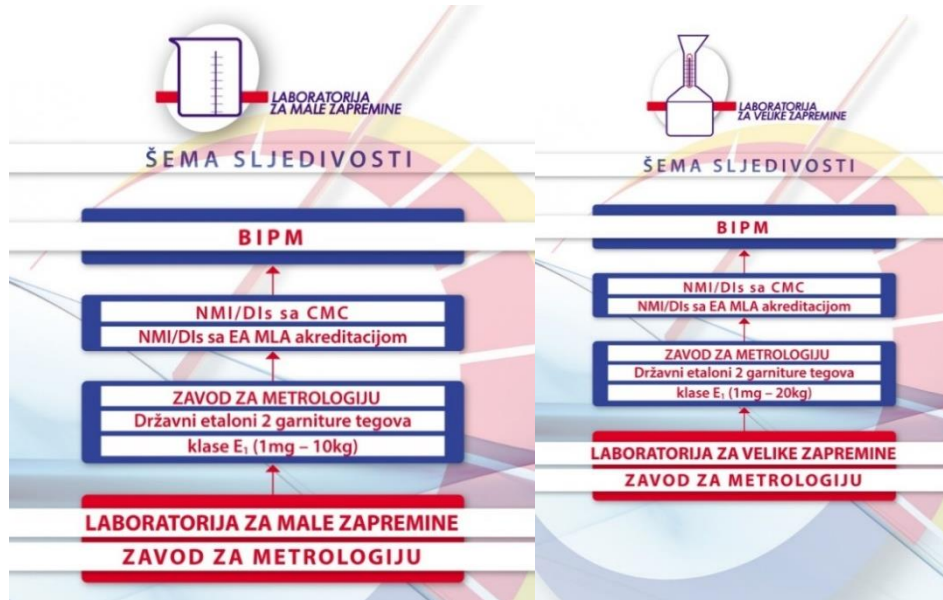 LABORATORIJA
ZA MALE ZAPREMINE
ŠEMA SLJEDIVOSTI
BIPM
NMI/DIs sa CMC
NMI/DIs sa EA MLA akreditacijom
ZAVOD ZA METROLOGIJU
Državni etaloni 2 garniture tegova
klase E₁ (1mg – 10kg)
LABORATORIJA ZA MALE ZAPREMINE
ZAVOD ZA METROLOGIJU
LABORATORIJA
ZA VELIKE ZAPREMINE
ŠEMA SLJEDIVOSTI
BIPM
NMI/DIs sa CMC
NMI/DIs sa EA MLA akreditacijom
ZAVOD ZA METROLOGIJU
Državni etaloni 2 garniture tegova
klase E₁ (1mg – 20kg)
LABORATORIJA ZA VELIKE ZAPREMINE
ZAVOD ZA METROLOGIJU